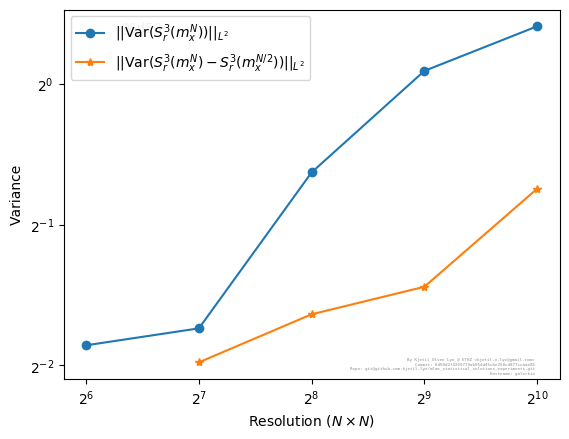 ||Var(S_r^3(m_x^N))||_{L^2}
||Var(S_r^3(m_x^N) − S_r^3(m_x^{N/2}))||_{L^2}
Variance
2^0
2^{-1}
2^{-2}
2^6
2^7
2^8
2^9
2^{10}
Resolution (N × N)